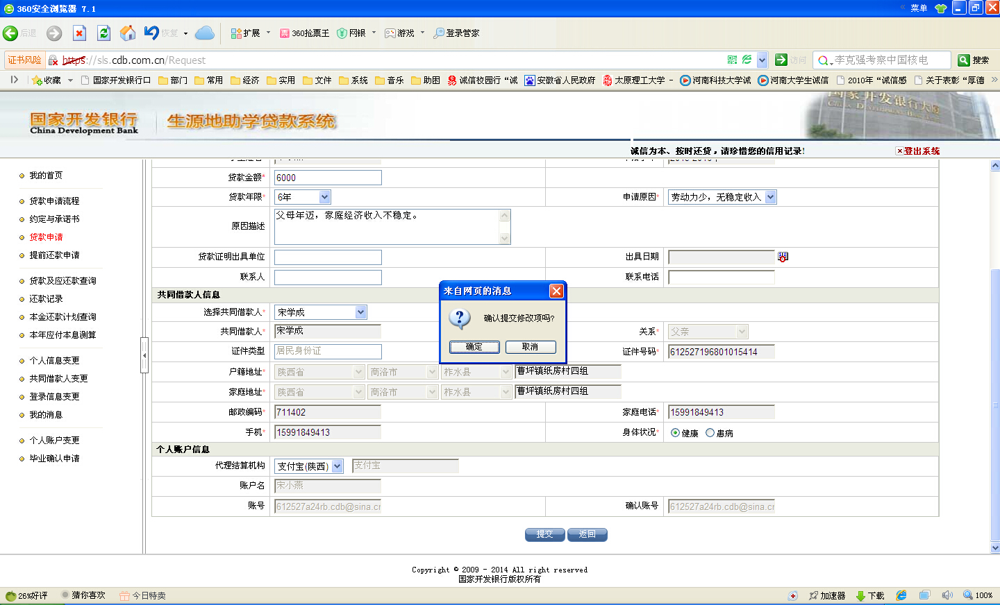 360安全浏览器 7.1
菜单
后退
恢复
扩展
360抢票王
网银
游戏
登录管家
证书风险
https://sls.cdb.com.cn/Request
访问
李克强考察中国核电
搜索
收藏
国家开发银行口
部门
常用
经济
实用
文件
系统
音乐
助困
诚信校园行 “诚
安徽省人民政府
太原理工大学 -
河南科技大学诚
河南大学生诚信
2010年 “诚信感
关于表彰 “厚德
国家开发银行
China Development Bank
生源地助学贷款系统
国家开发银行大厦
诚信为本、按时还贷，请珍惜您的信用记录!
登出系统
我的首页
贷款申请流程
约定与承诺书
贷款申请
提前还款申请
贷款及应还款查询
还款记录
本金还款计划查询
本年应付本息测算
个人信息变更
共同借款人变更
登录信息变更
我的消息
个人账户变更
毕业确认申请
贷款金额* 6000
贷款年限* 6年
申请原因* 劳动力少，无稳定收入
原因描述 父母年迈，家庭经济收入不稳定。
贷款证明出具单位
出具日期
联系人
联系电话
共同借款人信息
选择共同借款人* 宋学成
共同借款人* 宋学成
关系* 父亲
证件类型 居民身份证
证件号码* 612527196801015414
户籍地址* 陕西省 商洛市 柞水县 曹坪镇纸房村四组
家庭地址* 陕西省 商洛市 柞水县 曹坪镇纸房村四组
邮政编码* 711402
家庭电话* 15991849413
手机* 15991849413
身体状况* 健康 患病
个人账户信息
代理结算机构 支付宝(陕西) 支付宝
账户名 宋小燕
账号 612527a24rb.cdb@sina.cr
确认账号 612527a24rb.cdb@sina.cr
来自网页的消息
确认提交修改项吗?
确定
取消
提交
返回
Copyright © 2009 - 2014 All right reserved
国家开发银行版权所有
26%好评
猜你喜欢
今日特卖
加速器
下载
100%